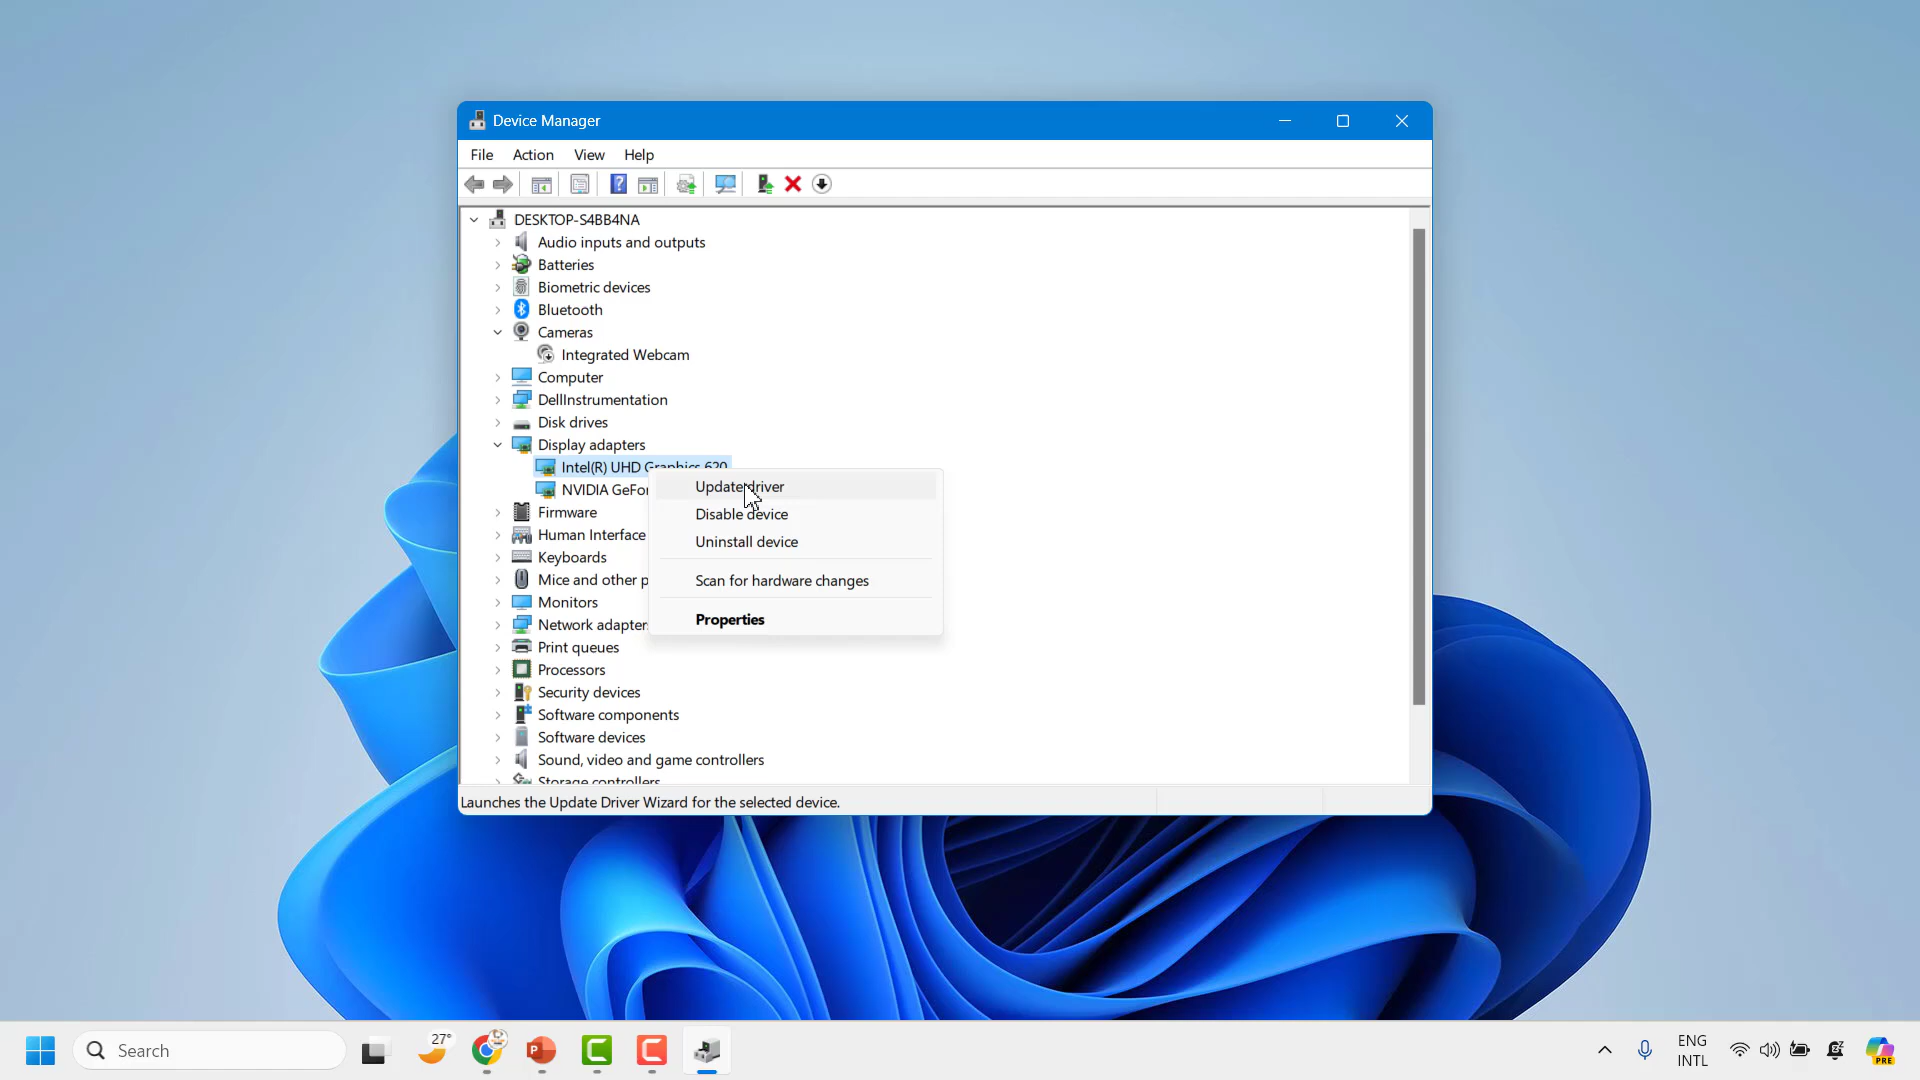 Device Manager
File Action View Help
DESKTOP-S4BB4NA
Audio inputs and outputs
Batteries
Biometric devices
Bluetooth
Cameras
Integrated Webcam
Computer
DellInstrumentation
Disk drives
Display adapters
Intel(R) UHD Graphics 620
NVIDIA GeFor
Update driver
Disable device
Uninstall device
Scan for hardware changes
Properties
Firmware
Human Interface
Keyboards
Mice and other p
Monitors
Network adapters
Print queues
Processors
Security devices
Software components
Software devices
Sound, video and game controllers
Storage controllers
Launches the Update Driver Wizard for the selected device.
Search
27°
ENG
INTL
PRE